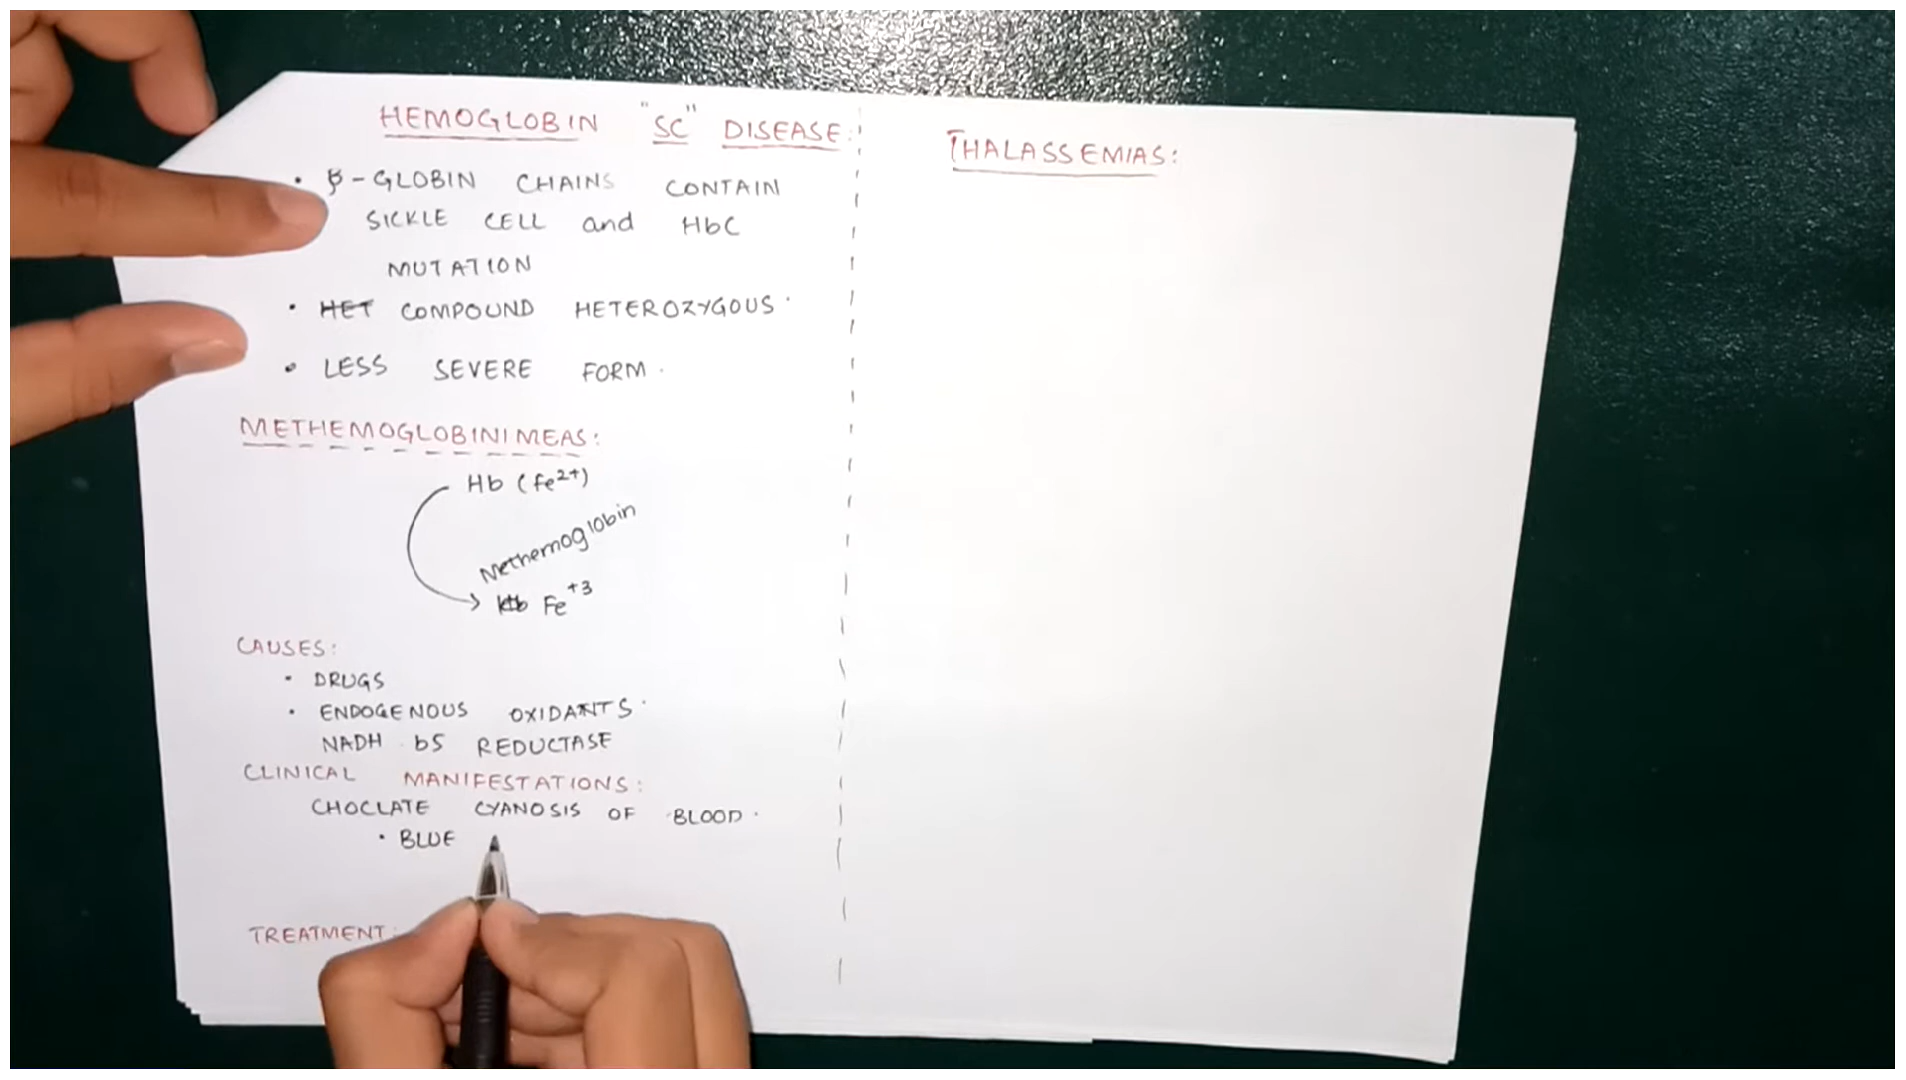 HEMOGLOBIN "SC" DISEASE:
• β-GLOBIN CHAINS CONTAIN
SICKLE CELL and HbC
MUTATION
• HET COMPOUND HETEROZYGOUS.
• LESS SEVERE FORM.
METHEMOGLOBINIMEAS:
Hb (Fe²⁺)
Methemoglobin
Hb Fe⁺³
CAUSES:
• DRUGS
• ENDOGENOUS OXIDANTS.
NADH b5 REDUCTASE
CLINICAL MANIFESTATIONS:
CHOCLATE CYANOSIS OF BLOOD.
• BLUE
TREATMENT:
THALASSEMIAS: